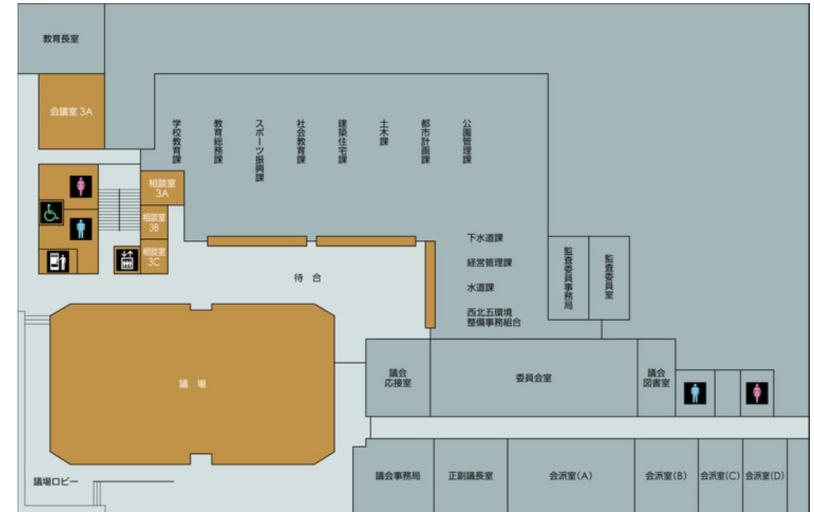 教育長室
会議室 3A
学校教育課
教育総務課
スポーツ振興課
社会教育課
建築住宅課
土木課
都市計画課
公園管理課
相談室
3A
相談室
3B
相談室
3C
下水道課
経営管理課
水道課
西北五環境
整備事務組合
監査委員事務局
監査委員室
待 合
議 場
議会
応接室
委員会室
議会
図書室
議場ロビー
議会事務局
正副議長室
会派室(A)
会派室(B)
会派室(C)
会派室(D)